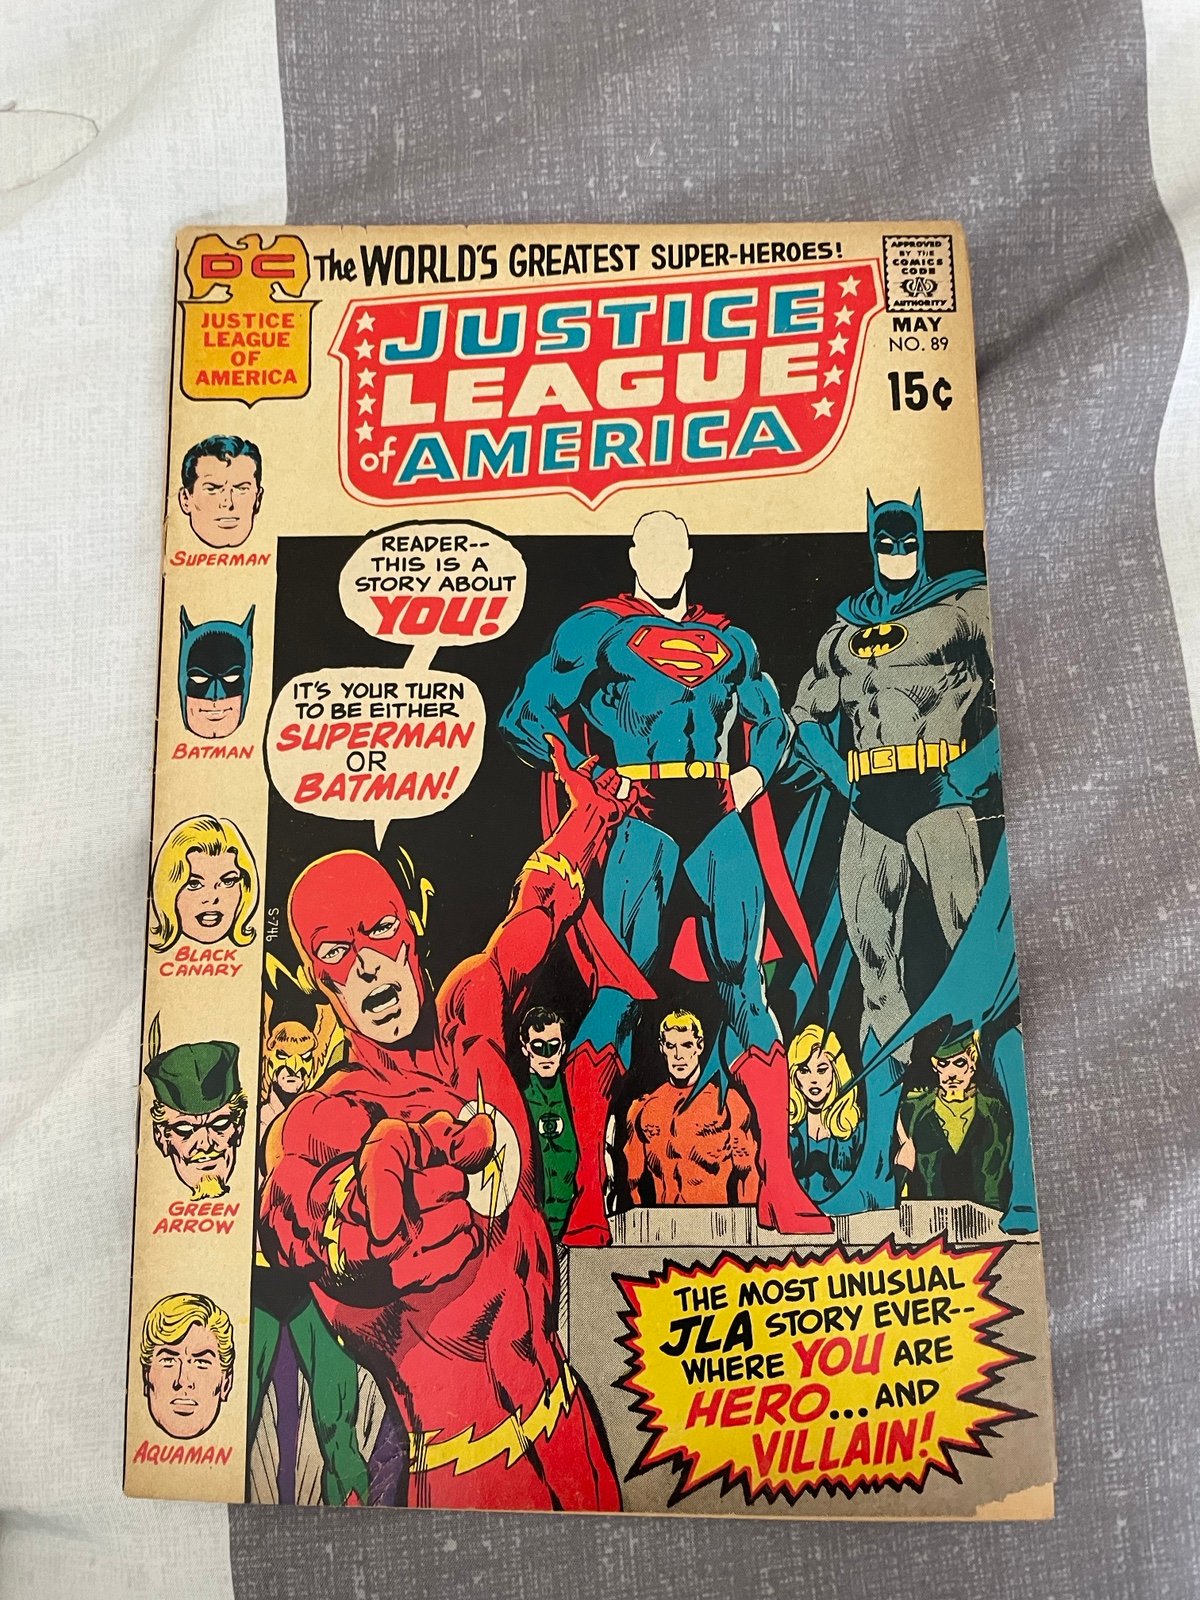 DC
JUSTICE
LEAGUE
OF
AMERICA
The WORLD'S GREATEST SUPER-HEROES!
JUSTICE
LEAGUE
of AMERICA
APPROVED
BY THE
COMICS
CODE
CA
AUTHORITY
MAY
NO. 89
15¢
SUPERMAN
BATMAN
BLACK
CANARY
GREEN
ARROW
AQUAMAN
READER--
THIS IS A
STORY ABOUT
YOU!
IT'S YOUR TURN
TO BE EITHER
SUPERMAN
OR
BATMAN!
S
S-746
THE MOST UNUSUAL
JLA STORY EVER--
WHERE YOU ARE
HERO...AND
VILLAIN!